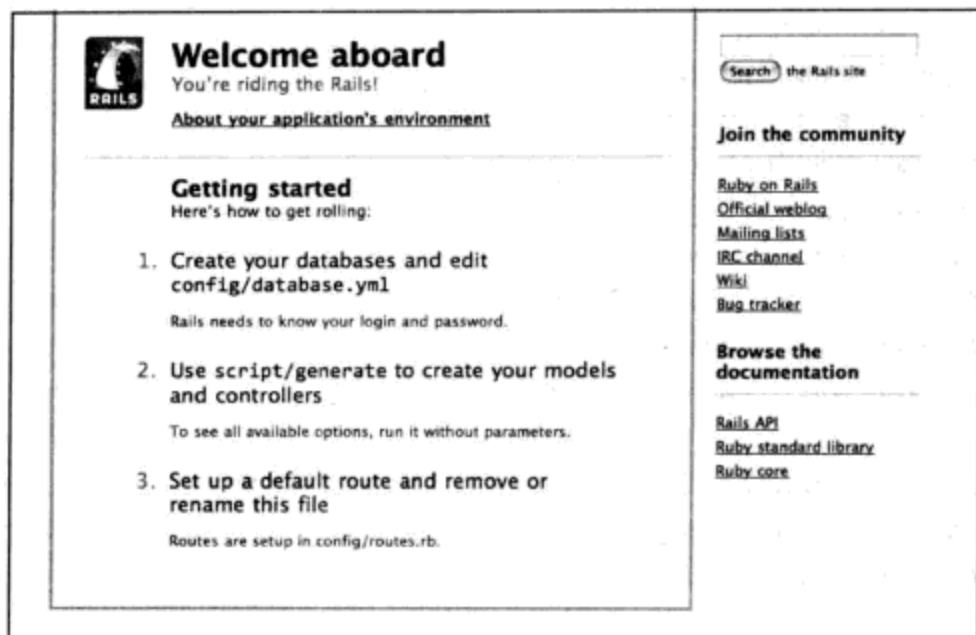 RAILS
Welcome aboard
You're riding the Rails!
About your application's environment
Getting started
Here's how to get rolling:
1. Create your databases and edit
config/database.yml
Rails needs to know your login and password.
2. Use script/generate to create your models
and controllers
To see all available options, run it without parameters.
3. Set up a default route and remove or
rename this file
Routes are setup in config/routes.rb.
Search the Rails site
Join the community
Ruby on Rails
Official weblog
Mailing lists
IRC channel
Wiki
Bug tracker
Browse the
documentation
Rails API
Ruby standard library
Ruby core